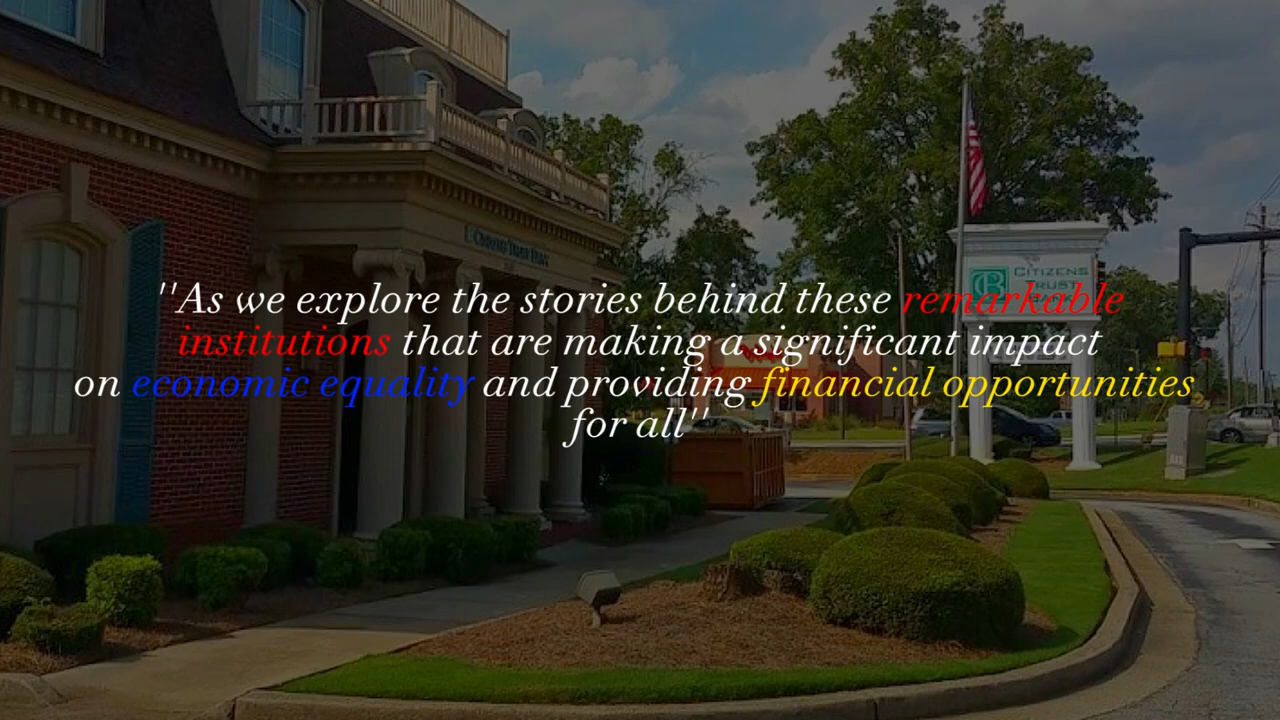 ''As we explore the stories behind these remarkable
institutions that are making a significant impact
on economic equality and providing financial opportunities
for all''
CITIZENS
TRUST